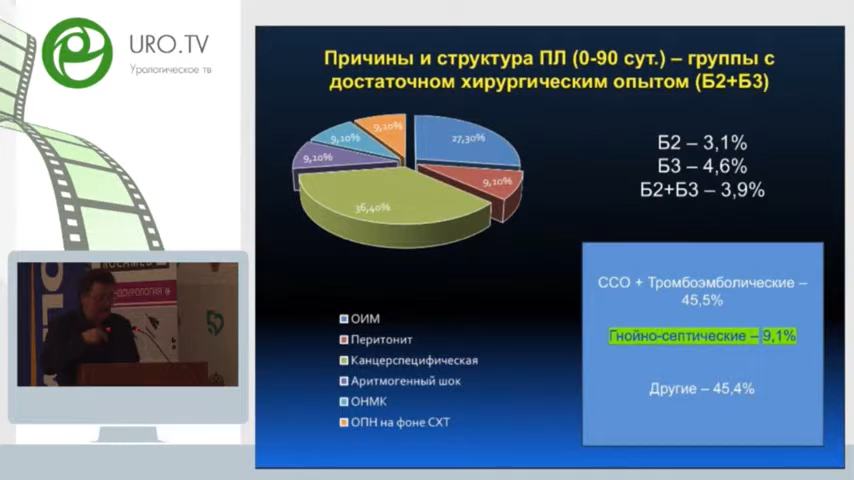 URO.TV
Урологическое тв
Причины и структура ПЛ (0-90 сут.) – группы с
достаточном хирургическим опытом (Б2+Б3)
9,10%
27,30%
9,10%
9,10%
9,10%
36,40%
Б2 – 3,1%
Б3 – 4,6%
Б2+Б3 – 3,9%
ССО + Тромбоэмболические –
45,5%
Гнойно-септические – 9,1%
Другие – 45,4%
ОИМ
Перитонит
Канцерспецифическая
Аритмогенный шок
ОНМК
ОПН на фоне СХТ